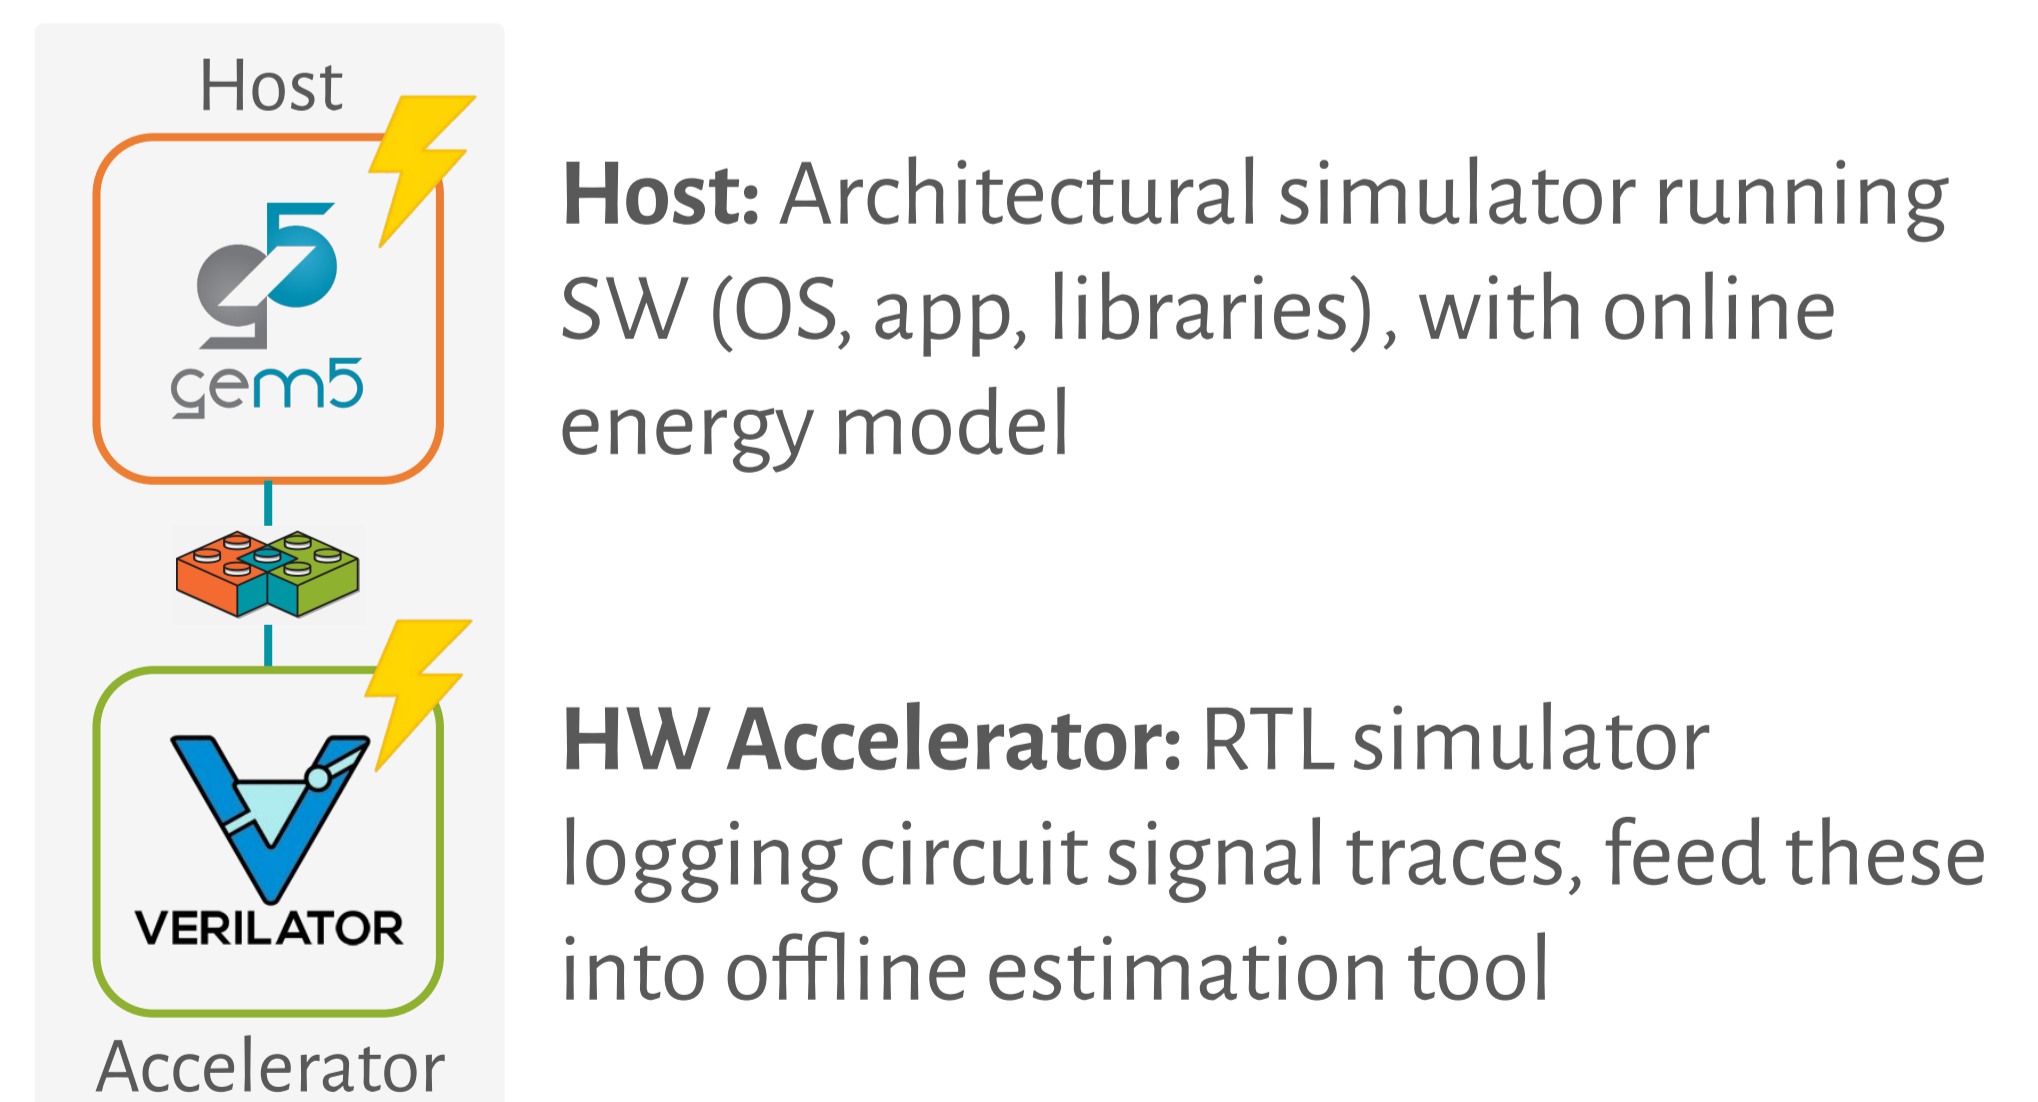 Host
gem5
Host: Architectural simulator running
SW (OS, app, libraries), with online
energy model
VERILATOR
Accelerator
HW Accelerator: RTL simulator
logging circuit signal traces, feed these
into offline estimation tool